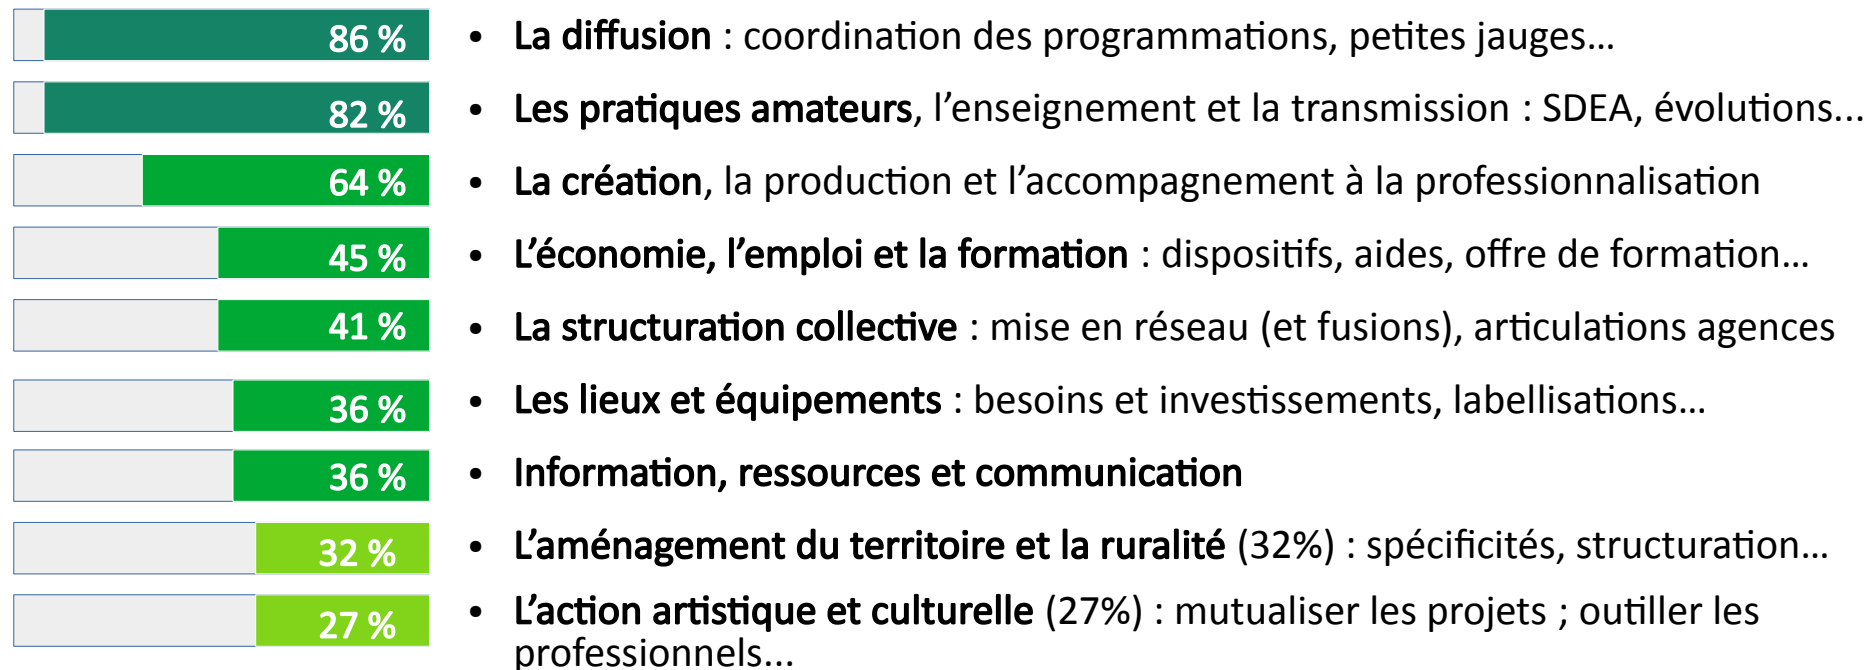 86 % • La diffusion : coordination des programmations, petites jauges…
82 % • Les pratiques amateurs, l’enseignement et la transmission : SDEA, évolutions...
64 % • La création, la production et l’accompagnement à la professionnalisation
45 % • L’économie, l’emploi et la formation : dispositifs, aides, offre de formation…
41 % • La structuration collective : mise en réseau (et fusions), articulations agences
36 % • Les lieux et équipements : besoins et investissements, labellisations…
36 % • Information, ressources et communication
32 % • L’aménagement du territoire et la ruralité (32%) : spécificités, structuration…
27 % • L’action artistique et culturelle (27%) : mutualiser les projets ; outiller les
professionnels...